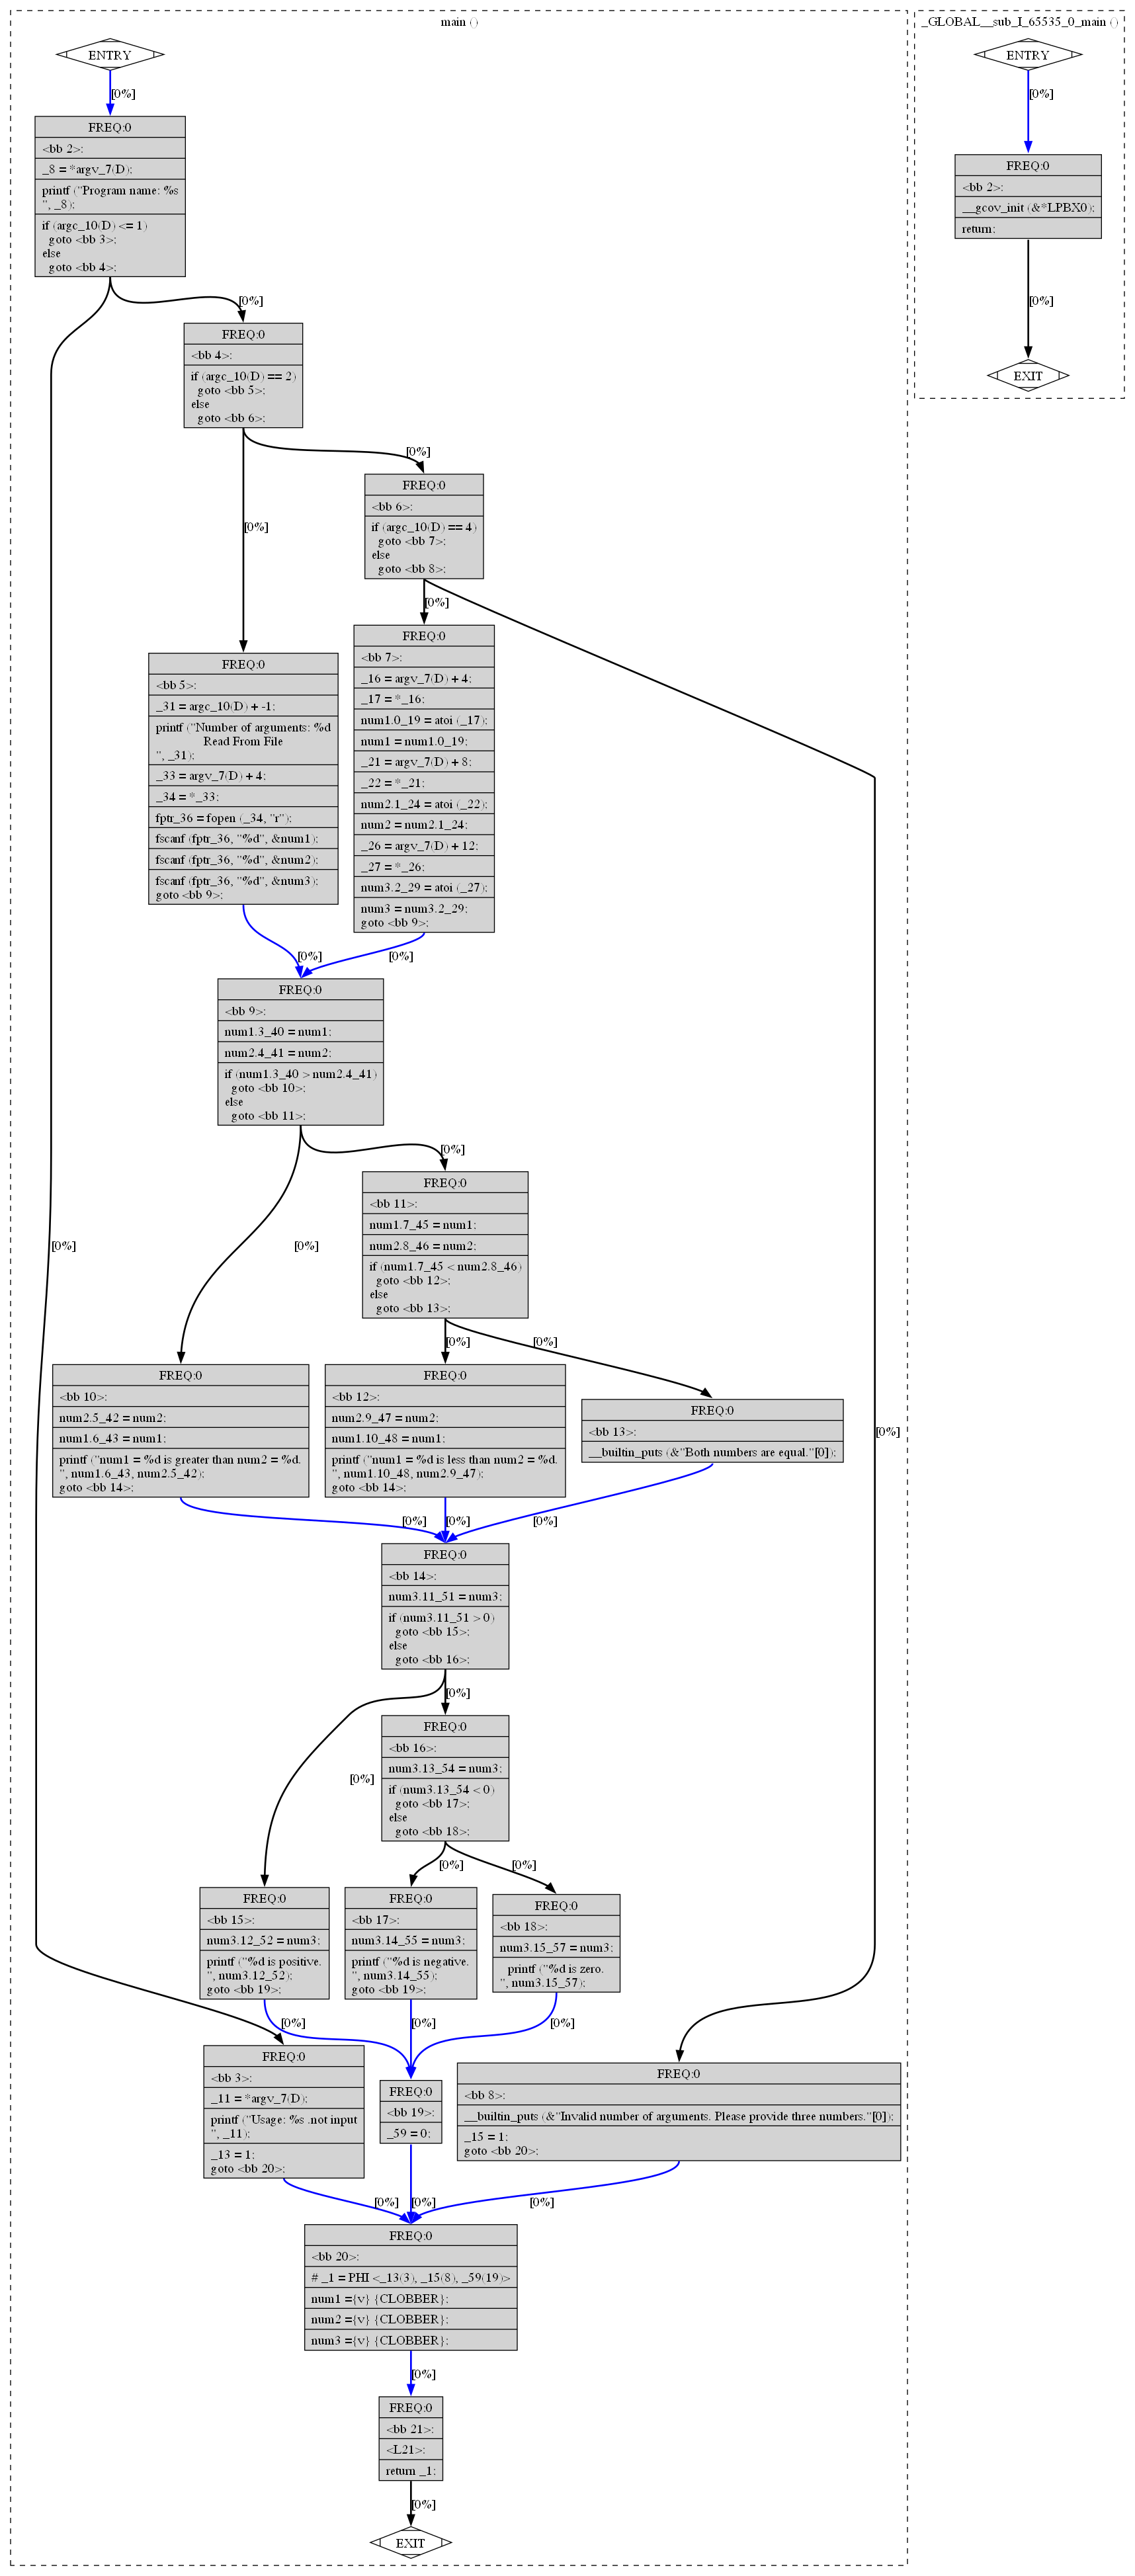 main ()
ENTRY
[0%]
FREQ:0
<bb 2>:
_8 = *argv_7(D);
printf ("Program name: %s
", _8);
if (argc_10(D) <= 1)
goto <bb 3>;
else
goto <bb 4>;
[0%]
FREQ:0
<bb 4>:
if (argc_10(D) == 2)
goto <bb 5>;
else
goto <bb 6>;
[0%]
FREQ:0
<bb 6>:
if (argc_10(D) == 4)
goto <bb 7>;
else
goto <bb 8>;
[0%]
[0%]
FREQ:0
<bb 5>:
_31 = argc_10(D) + -1;
printf ("Number of arguments: %d
Read From File
", _31);
_33 = argv_7(D) + 4;
_34 = *_33;
fptr_36 = fopen (_34, "r");
fscanf (fptr_36, "%d", &num1);
fscanf (fptr_36, "%d", &num2);
fscanf (fptr_36, "%d", &num3);
goto <bb 9>;
FREQ:0
<bb 7>:
_16 = argv_7(D) + 4;
_17 = *_16;
num1.0_19 = atoi (_17);
num1 = num1.0_19;
_21 = argv_7(D) + 8;
_22 = *_21;
num2.1_24 = atoi (_22);
num2 = num2.1_24;
_26 = argv_7(D) + 12;
_27 = *_26;
num3.2_29 = atoi (_27);
num3 = num3.2_29;
goto <bb 9>;
[0%]
[0%]
FREQ:0
<bb 9>:
num1.3_40 = num1;
num2.4_41 = num2;
if (num1.3_40 > num2.4_41)
goto <bb 10>;
else
goto <bb 11>;
[0%]
FREQ:0
<bb 11>:
num1.7_45 = num1;
num2.8_46 = num2;
if (num1.7_45 < num2.8_46)
goto <bb 12>;
else
goto <bb 13>;
[0%]
[0%]
[0%]
[0%]
FREQ:0
<bb 10>:
num2.5_42 = num2;
num1.6_43 = num1;
printf ("num1 = %d is greater than num2 = %d.
", num1.6_43, num2.5_42);
goto <bb 14>;
FREQ:0
<bb 12>:
num2.9_47 = num2;
num1.10_48 = num1;
printf ("num1 = %d is less than num2 = %d.
", num1.10_48, num2.9_47);
goto <bb 14>;
FREQ:0
<bb 13>:
__builtin_puts (&"Both numbers are equal."[0]);
[0%]
[0%]
[0%]
[0%]
FREQ:0
<bb 14>:
num3.11_51 = num3;
if (num3.11_51 > 0)
goto <bb 15>;
else
goto <bb 16>;
[0%]
[0%]
FREQ:0
<bb 16>:
num3.13_54 = num3;
if (num3.13_54 < 0)
goto <bb 17>;
else
goto <bb 18>;
[0%]
[0%]
FREQ:0
<bb 15>:
num3.12_52 = num3;
printf ("%d is positive.
", num3.12_52);
goto <bb 19>;
FREQ:0
<bb 17>:
num3.14_55 = num3;
printf ("%d is negative.
", num3.14_55);
goto <bb 19>;
FREQ:0
<bb 18>:
num3.15_57 = num3;
printf ("%d is zero.
", num3.15_57);
[0%]
[0%]
[0%]
FREQ:0
<bb 3>:
_11 = *argv_7(D);
printf ("Usage: %s .not input
", _11);
_13 = 1;
goto <bb 20>;
FREQ:0
<bb 19>:
_59 = 0;
FREQ:0
<bb 8>:
__builtin_puts (&"Invalid number of arguments. Please provide three numbers."[0]);
_15 = 1;
goto <bb 20>;
[0%]
[0%]
[0%]
FREQ:0
<bb 20>:
# _1 = PHI <_13(3), _15(8), _59(19)>
num1 ={v} {CLOBBER};
num2 ={v} {CLOBBER};
num3 ={v} {CLOBBER};
[0%]
FREQ:0
<bb 21>:
<L21>:
return _1;
[0%]
EXIT
_GLOBAL__sub_I_65535_0_main ()
ENTRY
[0%]
FREQ:0
<bb 2>:
__gcov_init (&*LPBX0);
return;
[0%]
EXIT